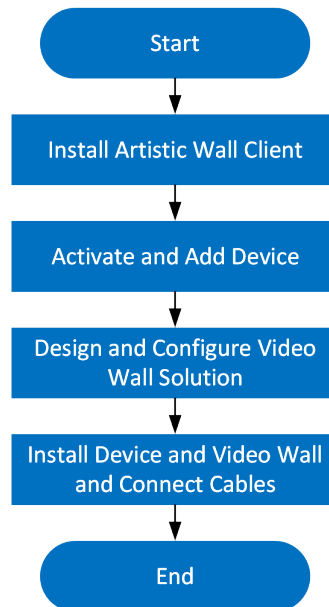 Start
Install Artistic Wall Client
Activate and Add Device
Design and Configure Video
Wall Solution
Install Device and Video Wall
and Connect Cables
End